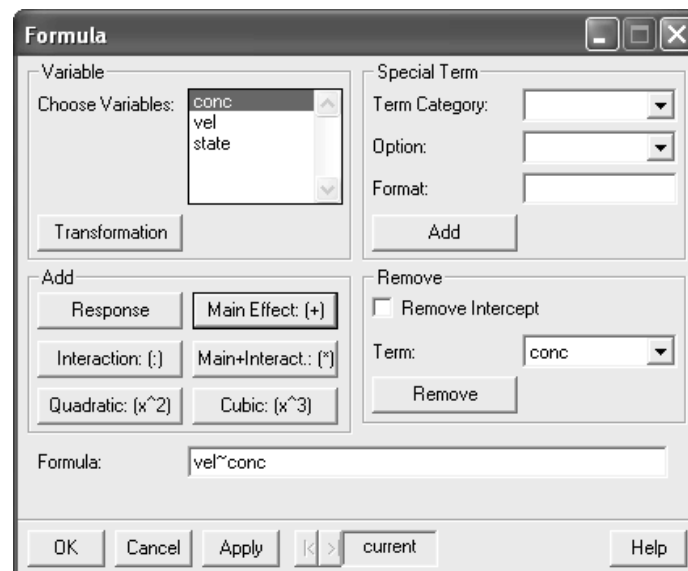 Formula
Variable
Choose Variables:
conc
vel
state
Transformation
Special Term
Term Category:
Option:
Format:
Add
Add
Response
Main Effect: (+)
Interaction: (:)
Main+Interact.: (*)
Quadratic: (x^2)
Cubic: (x^3)
Remove
Remove Intercept
Term:
conc
Remove
Formula:
vel~conc
OK
Cancel
Apply
current
Help